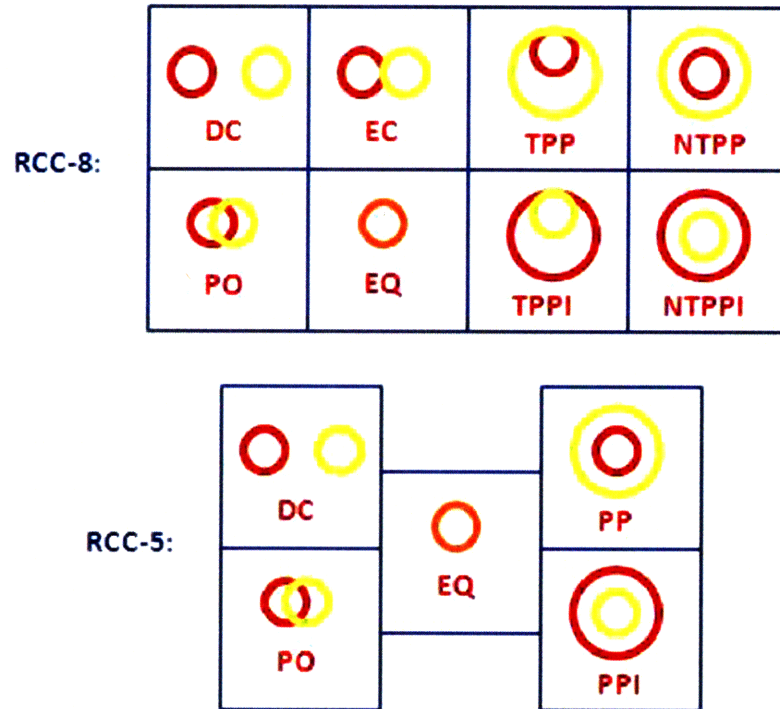 DC EC TPP NTPP
RCC-8:
PO EQ TPPI NTPPI
DC PP
RCC-5:
EQ
PO PPI